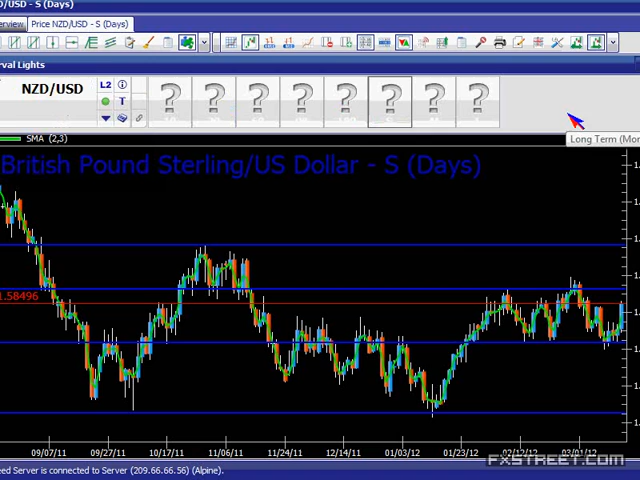 D/USD - S (Days)
erview Price NZD/USD - S (Days)
erval Lights
NZD/USD L2
T
Long Term (Mor
SMA (2,3)
British Pound Sterling/US Dollar - S (Days)
1.58496
09/07/11 09/27/11 10/17/11 11/06/11 11/24/11 12/14/11 01/03/12 01/23/12 02/12/12 03/01/12
FXSTREET.COM
eed Server is connected to Server (209.66.66.56) (Alpine).